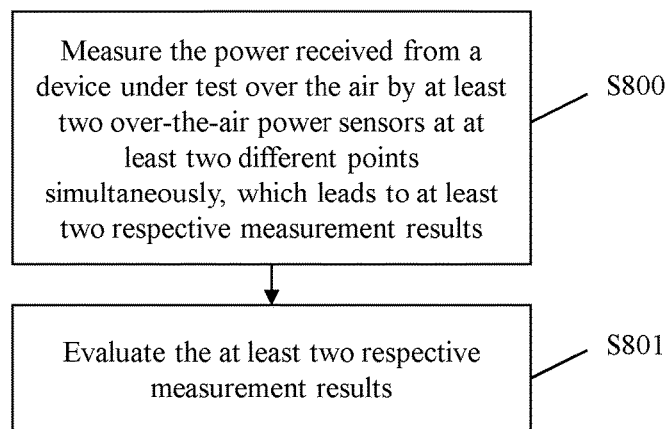 Measure the power received from a
device under test over the air by at least
two over-the-air power sensors at at
least two different points
simultaneously, which leads to at least
two respective measurement results
S800
Evaluate the at least two respective
measurement results
S801